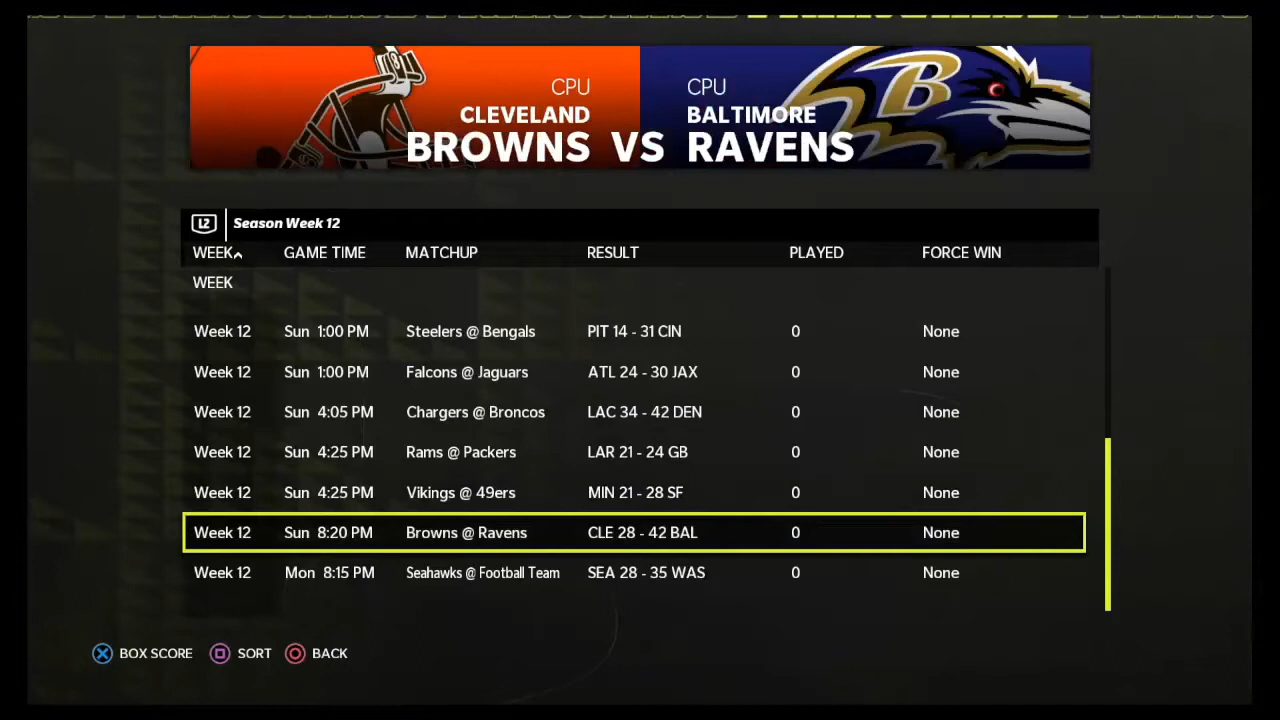 CPU CPU
CLEVELAND BALTIMORE
BROWNS VS RAVENS
B
L2 Season Week 12
WEEK GAME TIME MATCHUP RESULT PLAYED FORCE WIN
WEEK
Week 12 Sun 1:00 PM Steelers @ Bengals PIT 14 - 31 CIN 0 None
Week 12 Sun 1:00 PM Falcons @ Jaguars ATL 24 - 30 JAX 0 None
Week 12 Sun 4:05 PM Chargers @ Broncos LAC 34 - 42 DEN 0 None
Week 12 Sun 4:25 PM Rams @ Packers LAR 21 - 24 GB 0 None
Week 12 Sun 4:25 PM Vikings @ 49ers MIN 21 - 28 SF 0 None
Week 12 Sun 8:20 PM Browns @ Ravens CLE 28 - 42 BAL 0 None
Week 12 Mon 8:15 PM Seahawks @ Football Team SEA 28 - 35 WAS 0 None
BOX SCORE SORT BACK